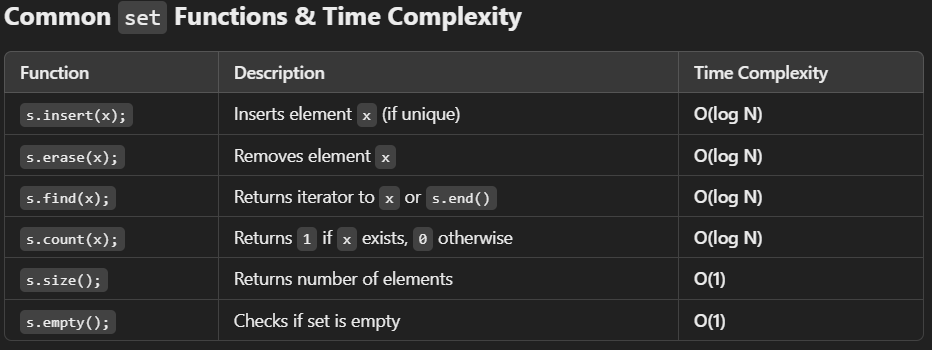 Common set Functions & Time Complexity
Function Description Time Complexity
s.insert(x); Inserts element x (if unique) O(log N)
s.erase(x); Removes element x O(log N)
s.find(x); Returns iterator to x or s.end() O(log N)
s.count(x); Returns 1 if x exists, 0 otherwise O(log N)
s.size(); Returns number of elements O(1)
s.empty(); Checks if set is empty O(1)